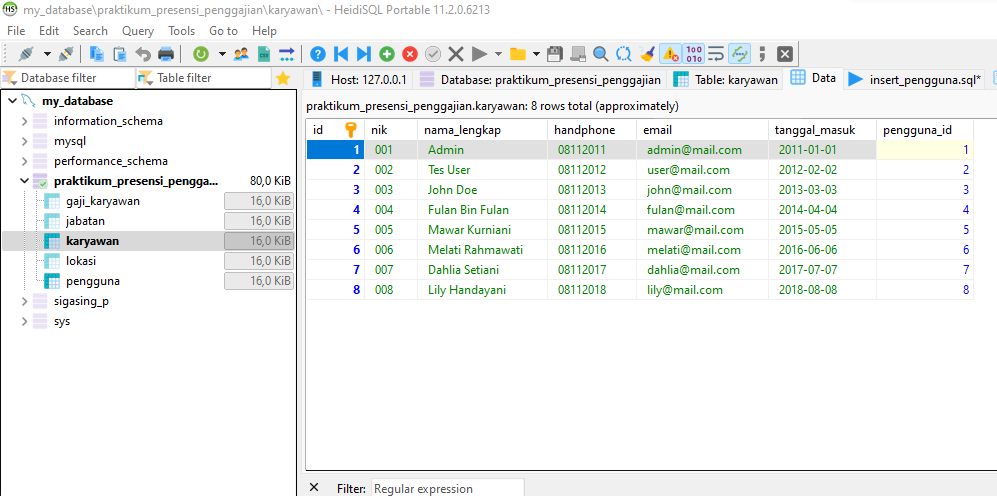 my_database\praktikum_presensi_penggajian\karyawan\ - HeidiSQL Portable 11.2.0.6213
File Edit Search Query Tools Go to Help
Database filter Table filter
Host: 127.0.0.1 Database: praktikum_presensi_penggajian Table: karyawan Data insert_pengguna.sql*
my_database
information_schema
mysql
performance_schema
praktikum_presensi_pengga... 80,0 KiB
gaji_karyawan 16,0 KiB
jabatan 16,0 KiB
karyawan 16,0 KiB
lokasi 16,0 KiB
pengguna 16,0 KiB
sigasing_p
sys
praktikum_presensi_penggajian.karyawan: 8 rows total (approximately)
id nik nama_lengkap handphone email tanggal_masuk pengguna_id
1 001 Admin 08112011 admin@mail.com 2011-01-01 1
2 002 Tes User 08112012 user@mail.com 2012-02-02 2
3 003 John Doe 08112013 john@mail.com 2013-03-03 3
4 004 Fulan Bin Fulan 08112014 fulan@mail.com 2014-04-04 4
5 005 Mawar Kurniani 08112015 mawar@mail.com 2015-05-05 5
6 006 Melati Rahmawati 08112016 melati@mail.com 2016-06-06 6
7 007 Dahlia Setiani 08112017 dahlia@mail.com 2017-07-07 7
8 008 Lily Handayani 08112018 lily@mail.com 2018-08-08 8
Filter: Regular expression